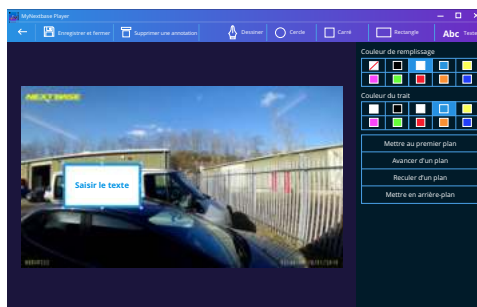 MyNextbase Player
Enregistrer et fermer
Supprimer une annotation
Dessiner
Cercle
Carré
Rectangle
Abc Texte
Couleur de remplissage
NEXTBASE
Couleur du trait
Mettre au premier plan
Avancer d'un plan
Reculer d'un plan
Mettre en arrière-plan
Saisir le texte